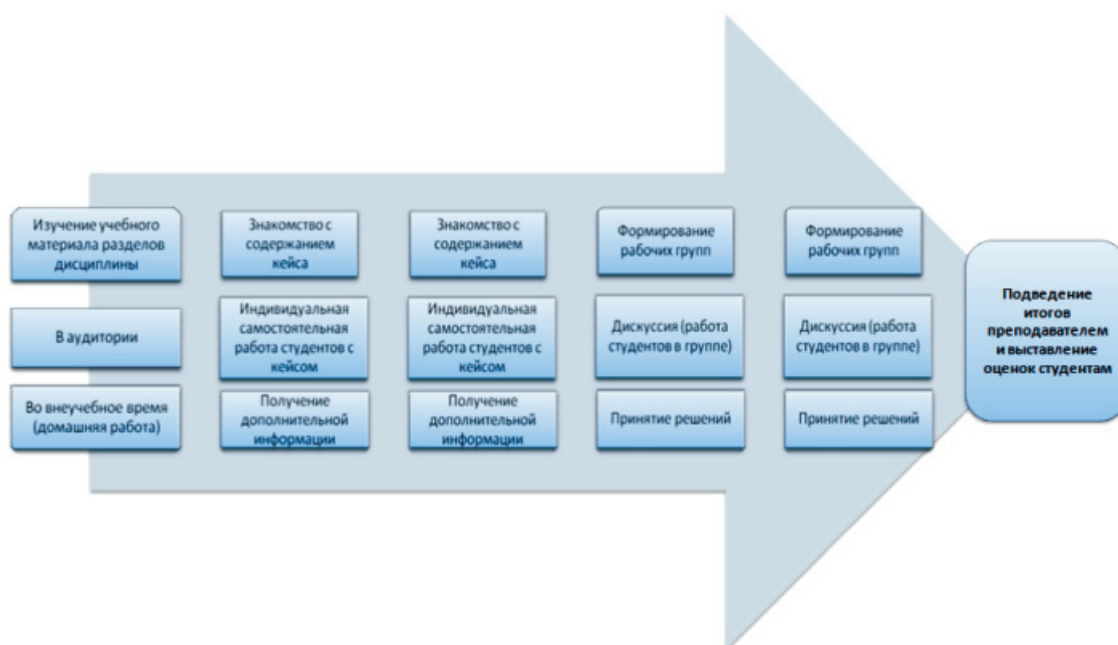 Изучение учебного
материала разделов
дисциплины
В аудитории
Во внеучебное время
(домашняя работа)
Знакомство с
содержанием
кейса
Индивидуальная
самостоятельная
работа студентов с
кейсом
Получение
дополнительной
информации
Знакомство с
содержанием
кейса
Индивидуальная
самостоятельная
работа студентов с
кейсом
Получение
дополнительной
информации
Формирование
рабочих групп
Дискуссия (работа
студентов в группе)
Принятие решений
Формирование
рабочих групп
Дискуссия (работа
студентов в группе)
Принятие решений
Подведение
итогов
преподавателем
и выставление
оценок студентам